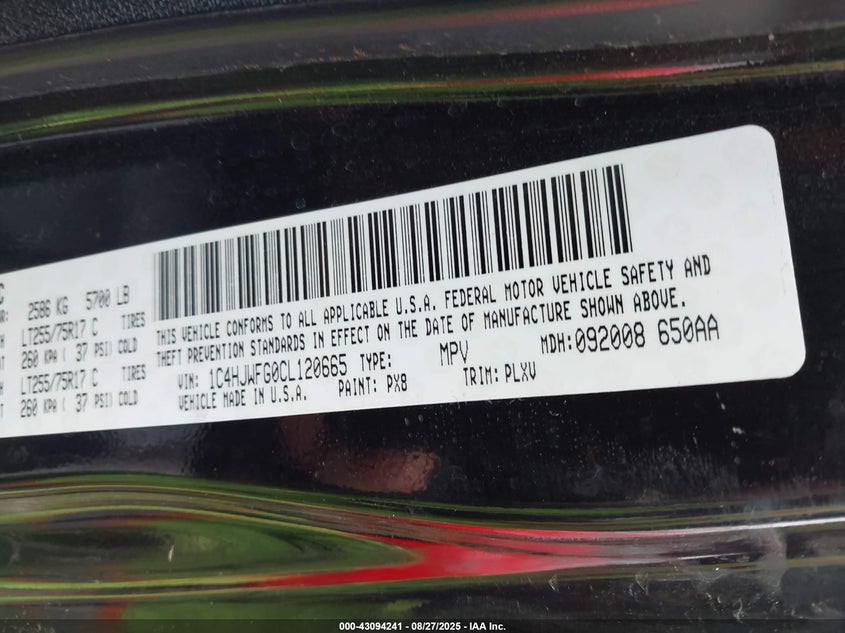 C
R: 2586 KG 5700 LB
LT255/75R17 C TIRES
260 KPA ( 37 PSI) COLD
LT255/75R17 C TIRES
260 KPA ( 37 PSI) COLD
THIS VEHICLE CONFORMS TO ALL APPLICABLE U.S.A. FEDERAL MOTOR VEHICLE SAFETY AND
THEFT PREVENTION STANDARDS IN EFFECT ON THE DATE OF MANUFACTURE SHOWN ABOVE.
VIN: 1C4HJWFG0CL120665 TYPE: MPV MDH: 092008 650AA
VEHICLE MADE IN U.S.A. PAINT: PX8 TRIM: PLXV
000-43094241 - 08/27/2025 - IAA Inc.